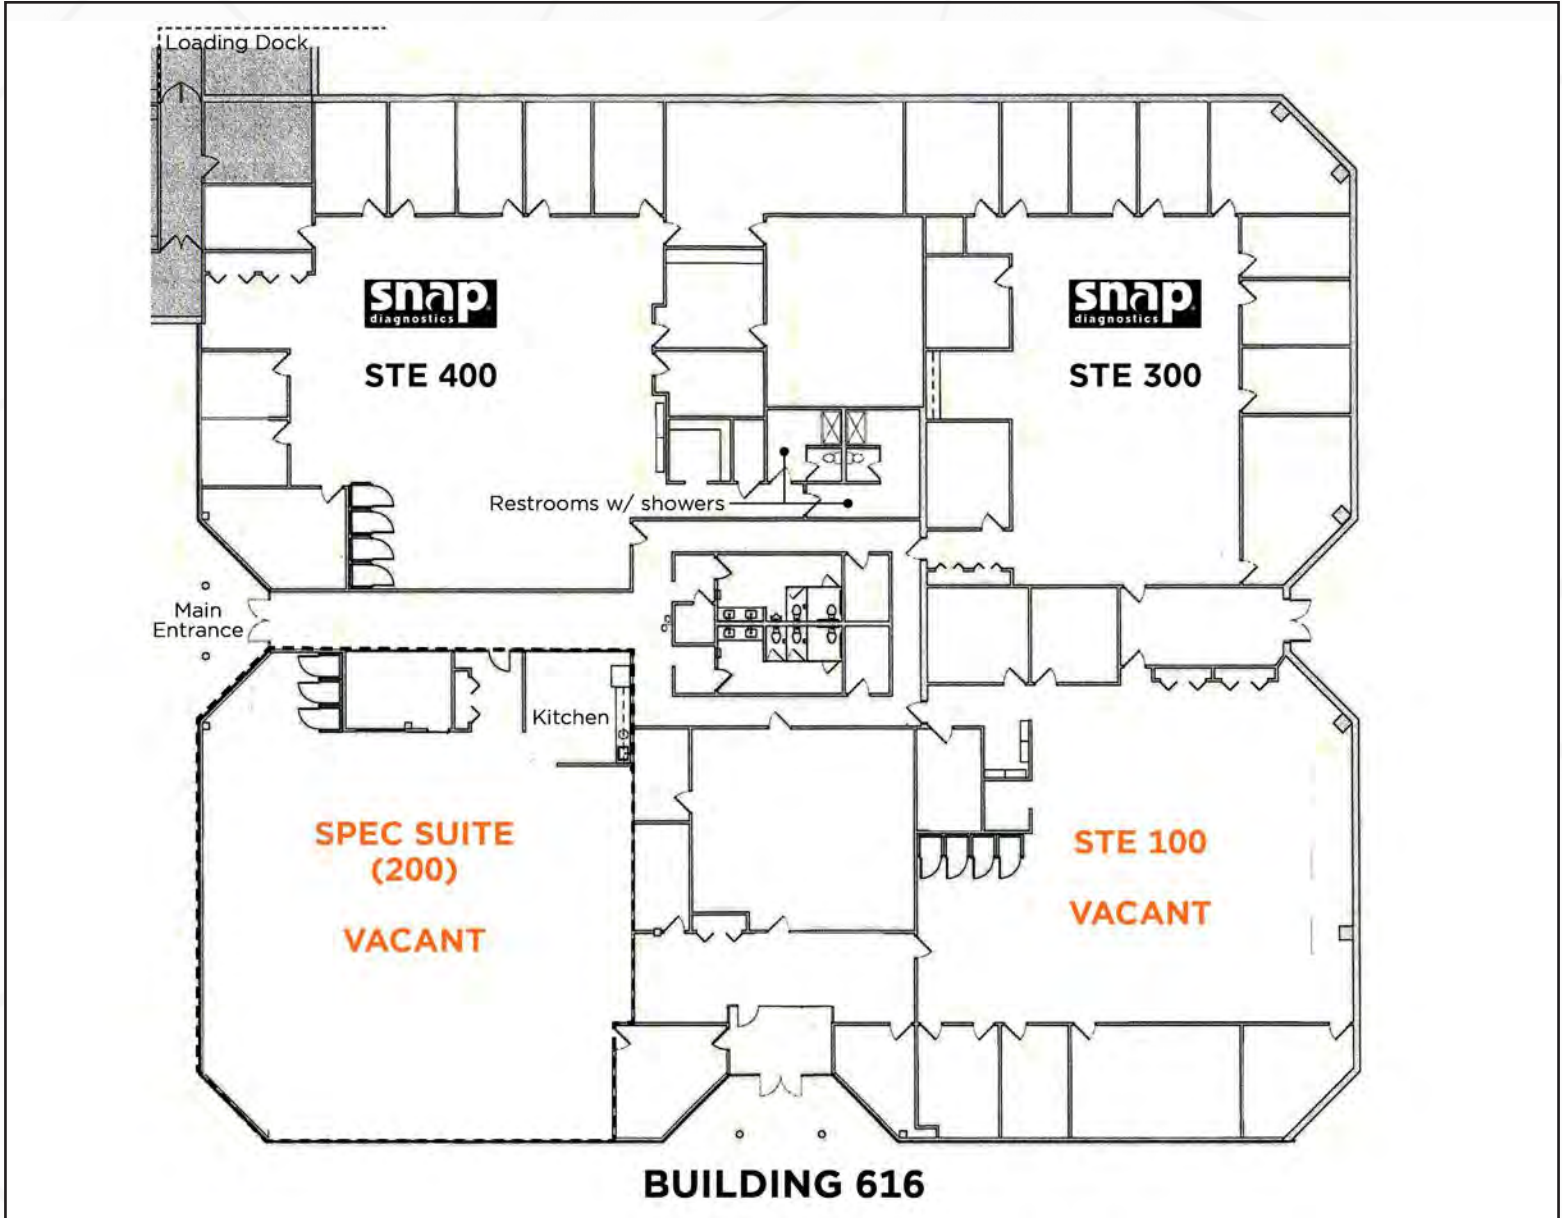 Loading Dock
snap
diagnostics
STE 400
snap
diagnostics
STE 300
Restrooms w/ showers
Main
Entrance
Kitchen
SPEC SUITE
(200)
VACANT
STE 100
VACANT
BUILDING 616